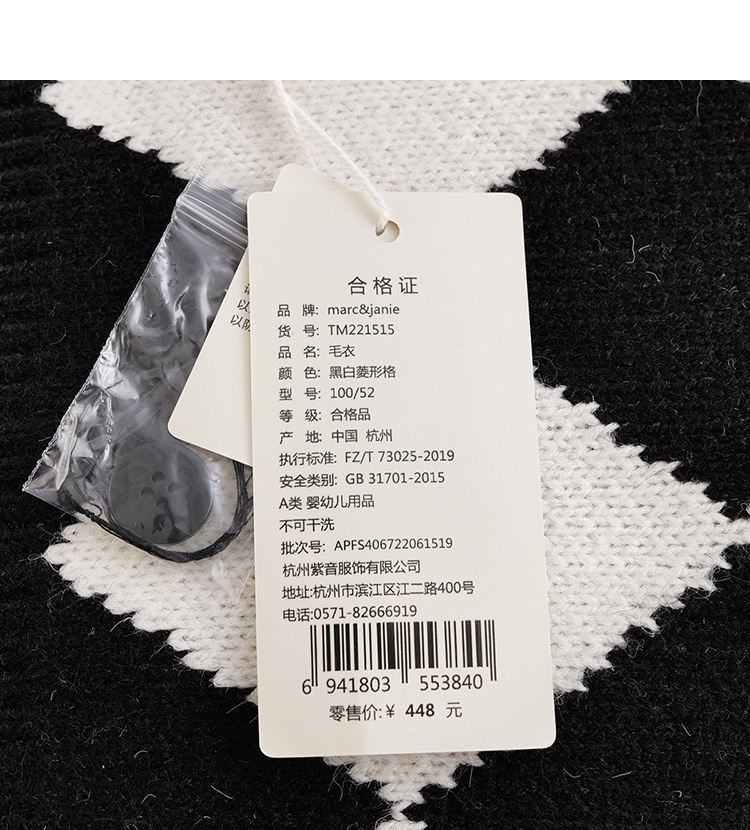 合格证
品 牌: marc&janie
货 号: TM221515
品 名: 毛衣
颜 色: 黑白菱形格
型 号: 100/52
等 级: 合格品
产 地: 中国 杭州
执行标准: FZ/T 73025-2019
安全类别: GB 31701-2015
A类 婴幼儿用品
不可干洗
批次号: APFS406722061519
杭州紫音服饰有限公司
地址:杭州市滨江区江二路400号
电话:0571-82666919
6 941803 553840
零售价:¥ 448 元
以
以防